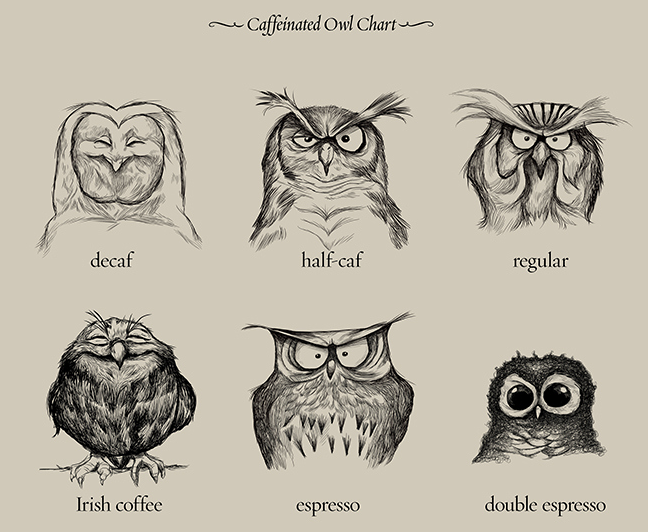 Caffeinated Owl Chart
decaf
half-caf
regular
Irish coffee
espresso
double espresso